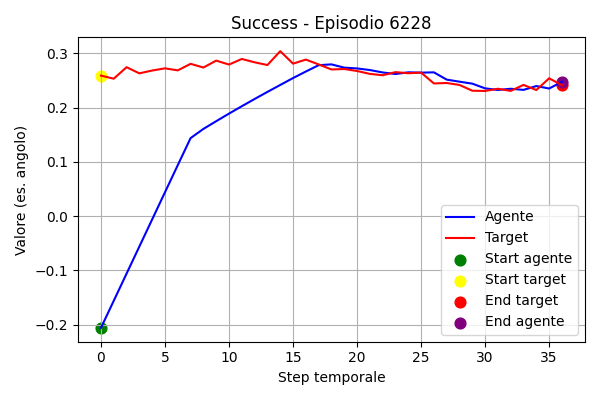 Success - Episodio 6228
Valore (es. angolo)
0.3
0.2
0.1
0.0
−0.1
−0.2
0
5
10
15
20
25
30
35
Step temporale
Agente
Target
Start agente
Start target
End target
End agente